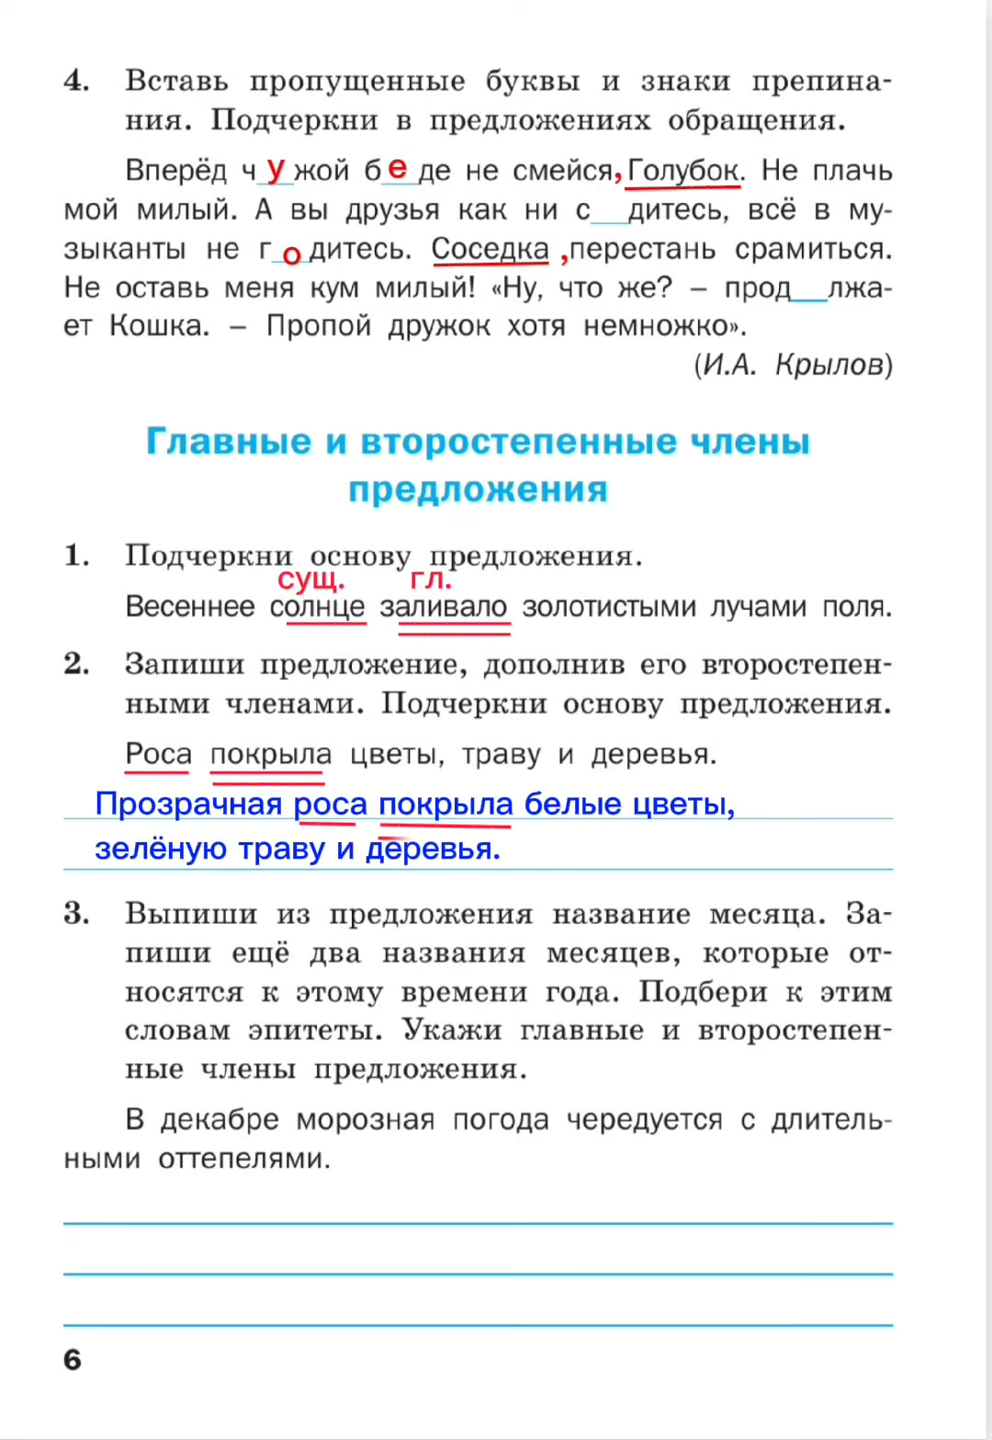 4. Вставь пропущенные буквы и знаки препина-
ния. Подчеркни в предложениях обращения.
Вперёд ч у жой б е де не смейся, Голубок. Не плачь
мой милый. А вы друзья как ни с__дитесь, всё в му-
зыканты не г о дитесь. Соседка ,перестань срамиться.
Не оставь меня кум милый! «Ну, что же? – прод__лжа-
ет Кошка. – Пропой дружок хотя немножко».
(И.А. Крылов)
Главные и второстепенные члены
предложения
1. Подчеркни основу предложения.
сущ. гл.
Весеннее солнце заливало золотистыми лучами поля.
2. Запиши предложение, дополнив его второстепен-
ными членами. Подчеркни основу предложения.
Роса покрыла цветы, траву и деревья.
Прозрачная роса покрыла белые цветы,
зелёную траву и деревья.
3. Выпиши из предложения название месяца. За-
пиши ещё два названия месяцев, которые от-
носятся к этому времени года. Подбери к этим
словам эпитеты. Укажи главные и второстепен-
ные члены предложения.
В декабре морозная погода чередуется с длитель-
ными оттепелями.
6